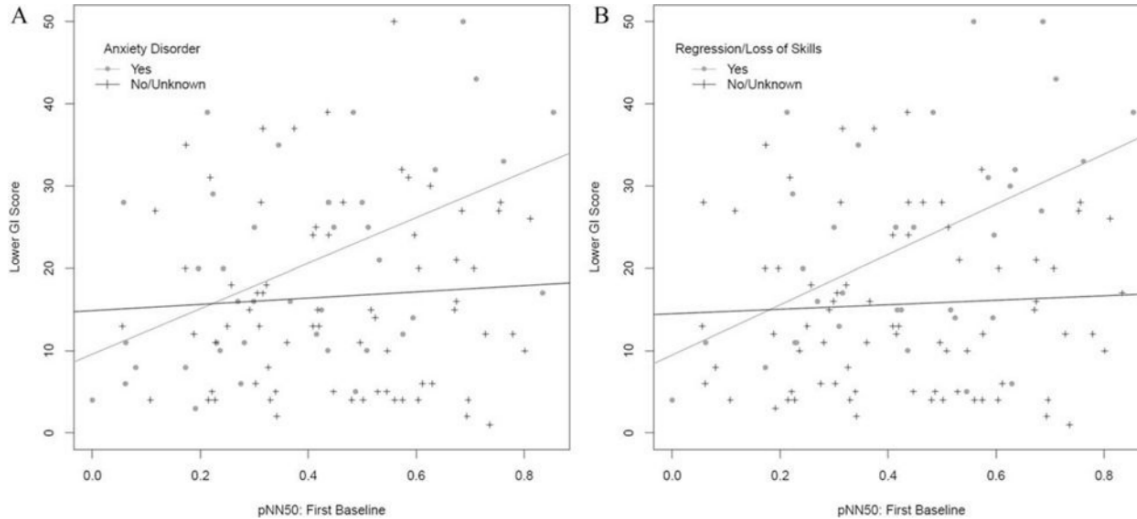 A
Anxiety Disorder
Yes
No/Unknown
Lower GI Score
50
40
30
20
10
0
0.0 0.2 0.4 0.6 0.8
pNN50: First Baseline
B
Regression/Loss of Skills
Yes
No/Unknown
Lower GI Score
50
40
30
20
10
0
0.0 0.2 0.4 0.6 0.8
pNN50: First Baseline